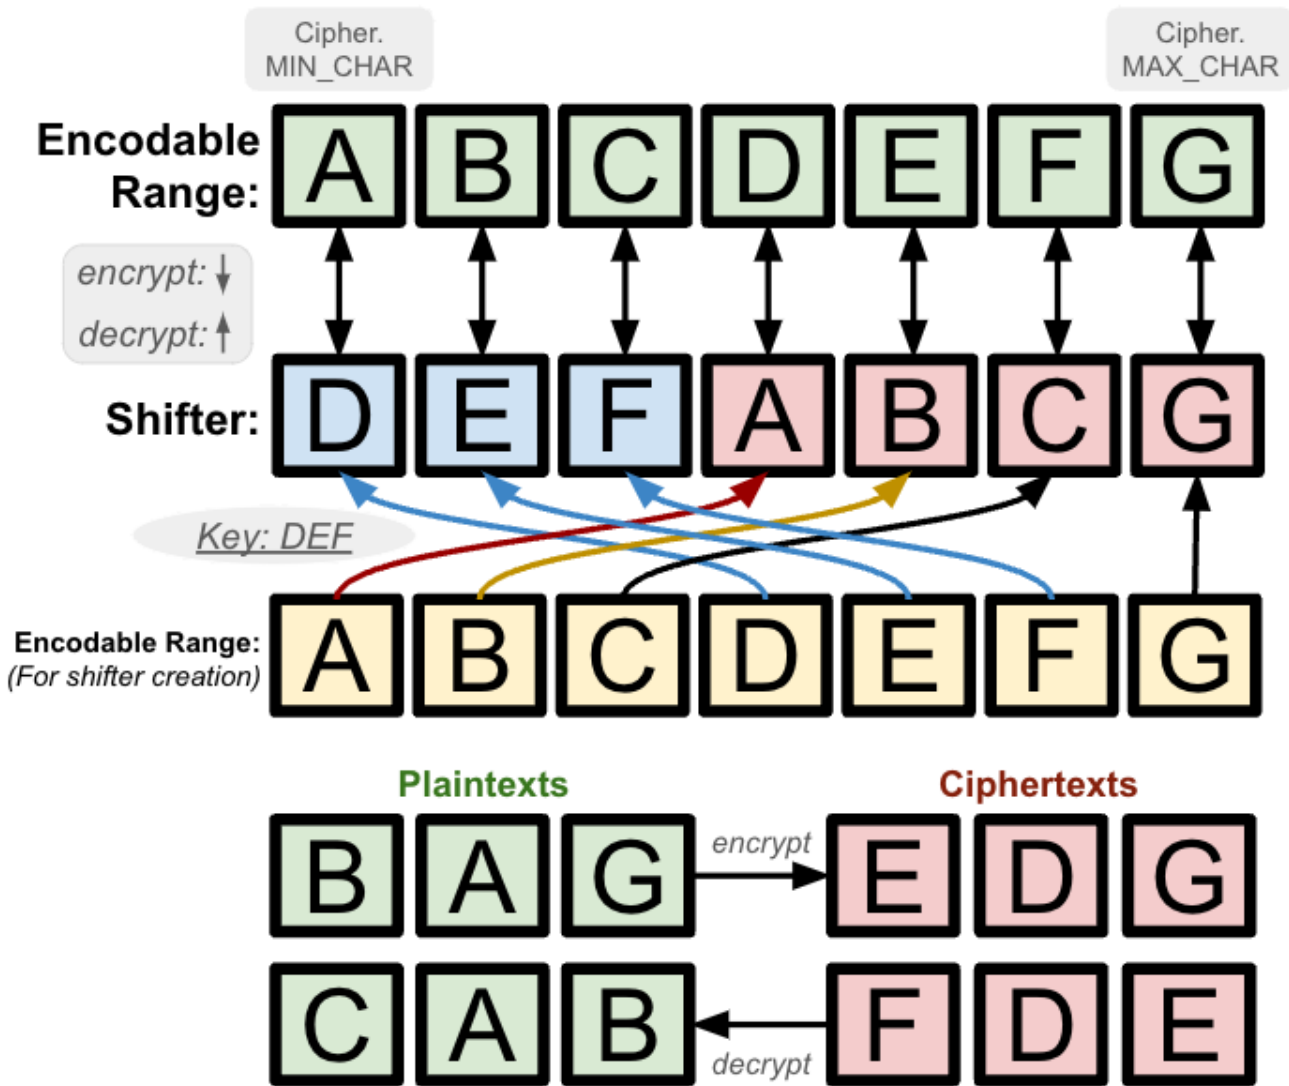 Cipher.
MIN_CHAR
Cipher.
MAX_CHAR
Encodable
Range:
A B C D E F G
encrypt:
decrypt:
Shifter:
D E F A B C G
Key: DEF
Encodable Range:
(For shifter creation)
A B C D E F G
Plaintexts
Ciphertexts
B A G
encrypt
E D G
C A B
decrypt
F D E